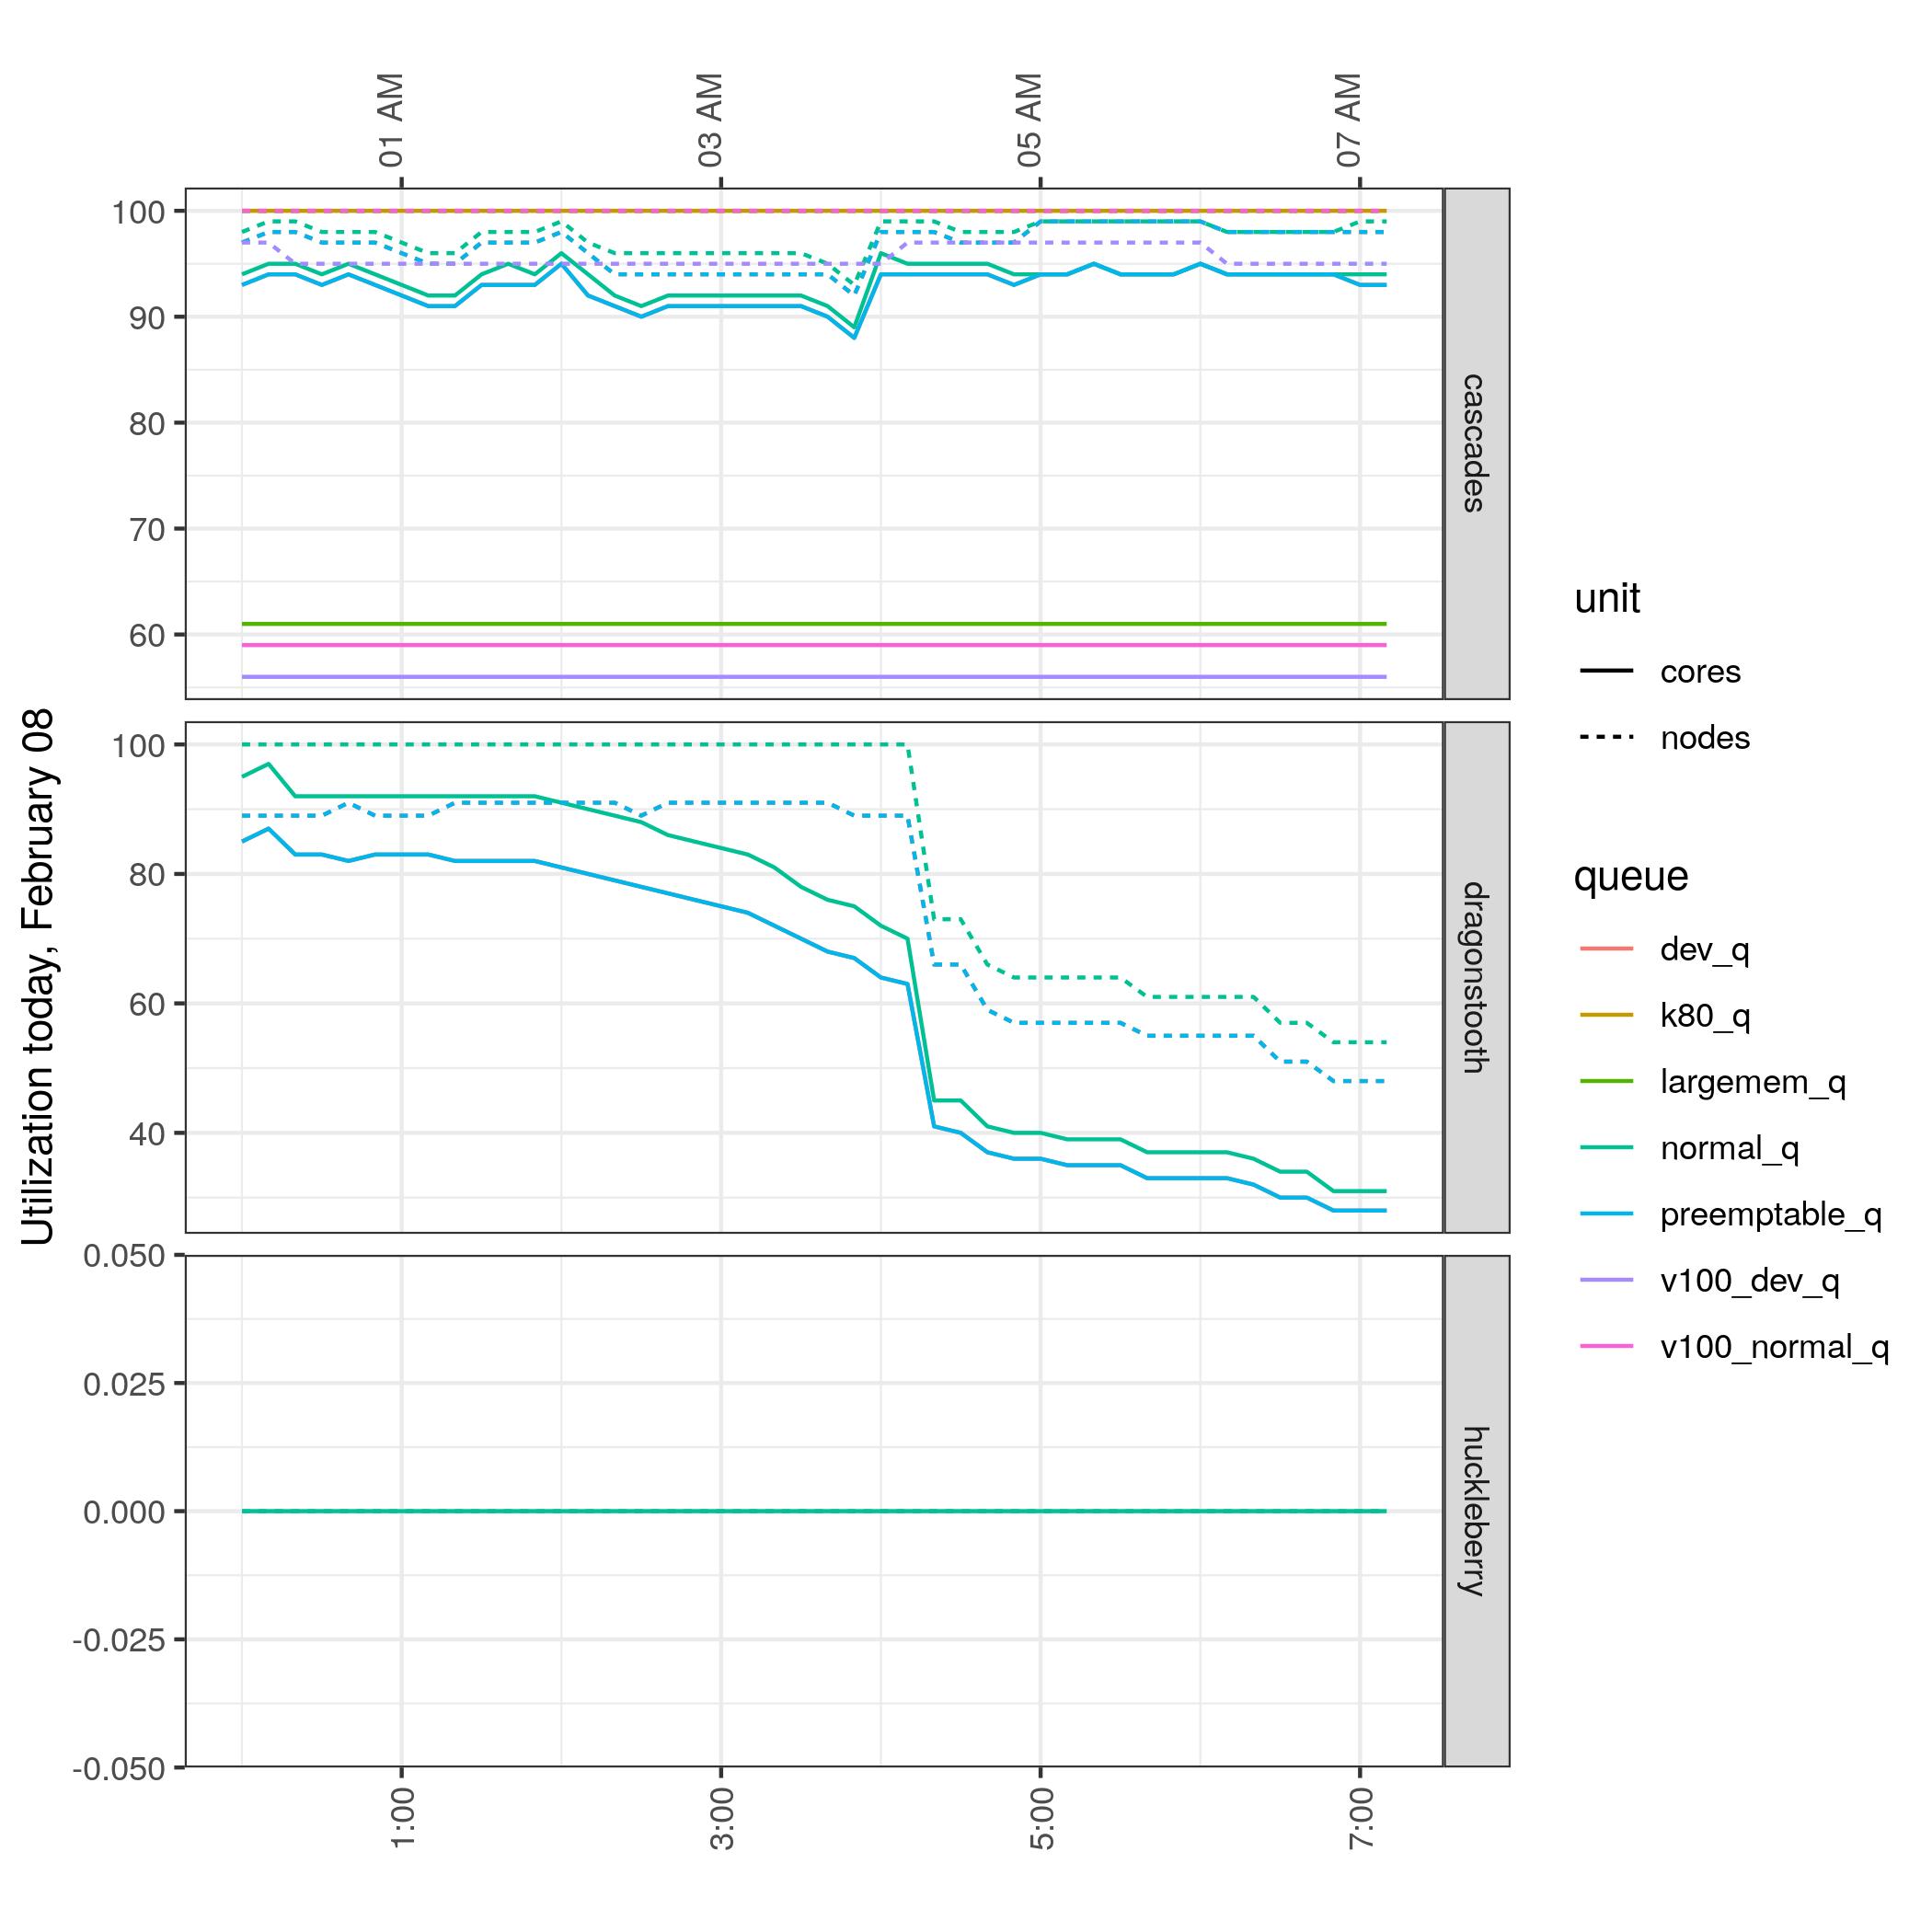 01 AM
03 AM
05 AM
07 AM
Utilization today, February 08
100
90
80
70
60
cascades
100
80
60
40
dragonstooth
0.050
0.025
0.000
-0.025
-0.050
huckleberry
1:00
3:00
5:00
7:00
unit
cores
nodes
queue
dev_q
k80_q
largemem_q
normal_q
preemptable_q
v100_dev_q
v100_normal_q